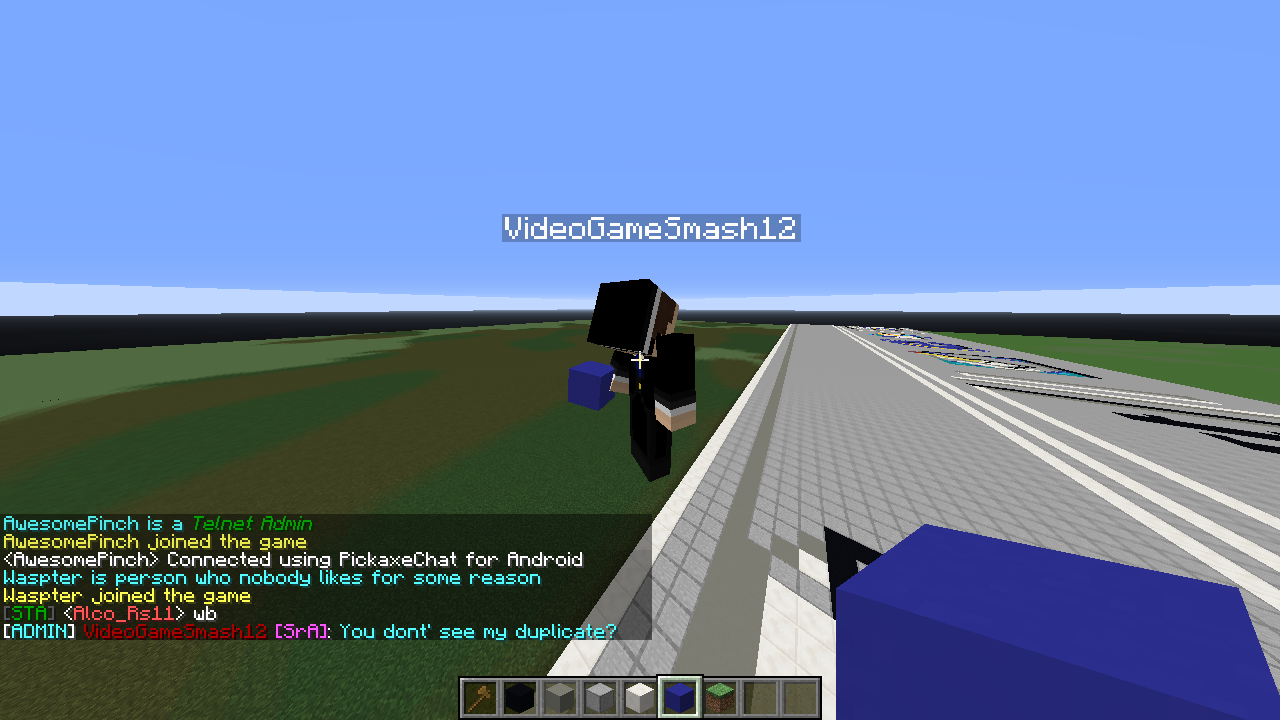 VideoGameSmash12
AwesomePinch is a Telnet Admin
AwesomePinch joined the game
<AwesomePinch> Connected using PickaxeChat for Android
Waspter is person who nobody likes for some reason
Waspter joined the game
[STA] <Alco_Rs11> wb
[ADMIN] VideoGameSmash12 [SrA]: You dont' see my duplicate?